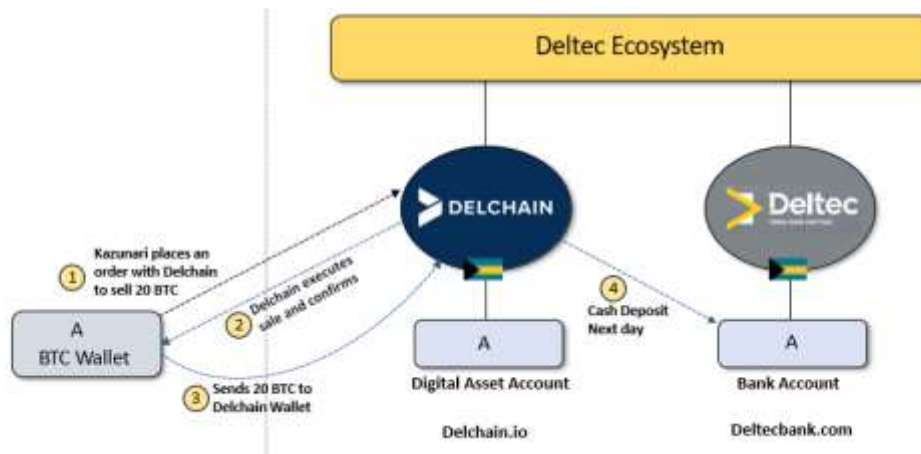 Deltec Ecosystem
DELCHAIN
Deltec
1
Kazunari places an
order with Delchain
to sell 20 BTC
2
Delchain executes
sale and confirms
4
Cash Deposit
Next day
A
BTC Wallet
3
Sends 20 BTC to
Delchain Wallet
A
Digital Asset Account
Delchain.io
A
Bank Account
Deltecbank.com